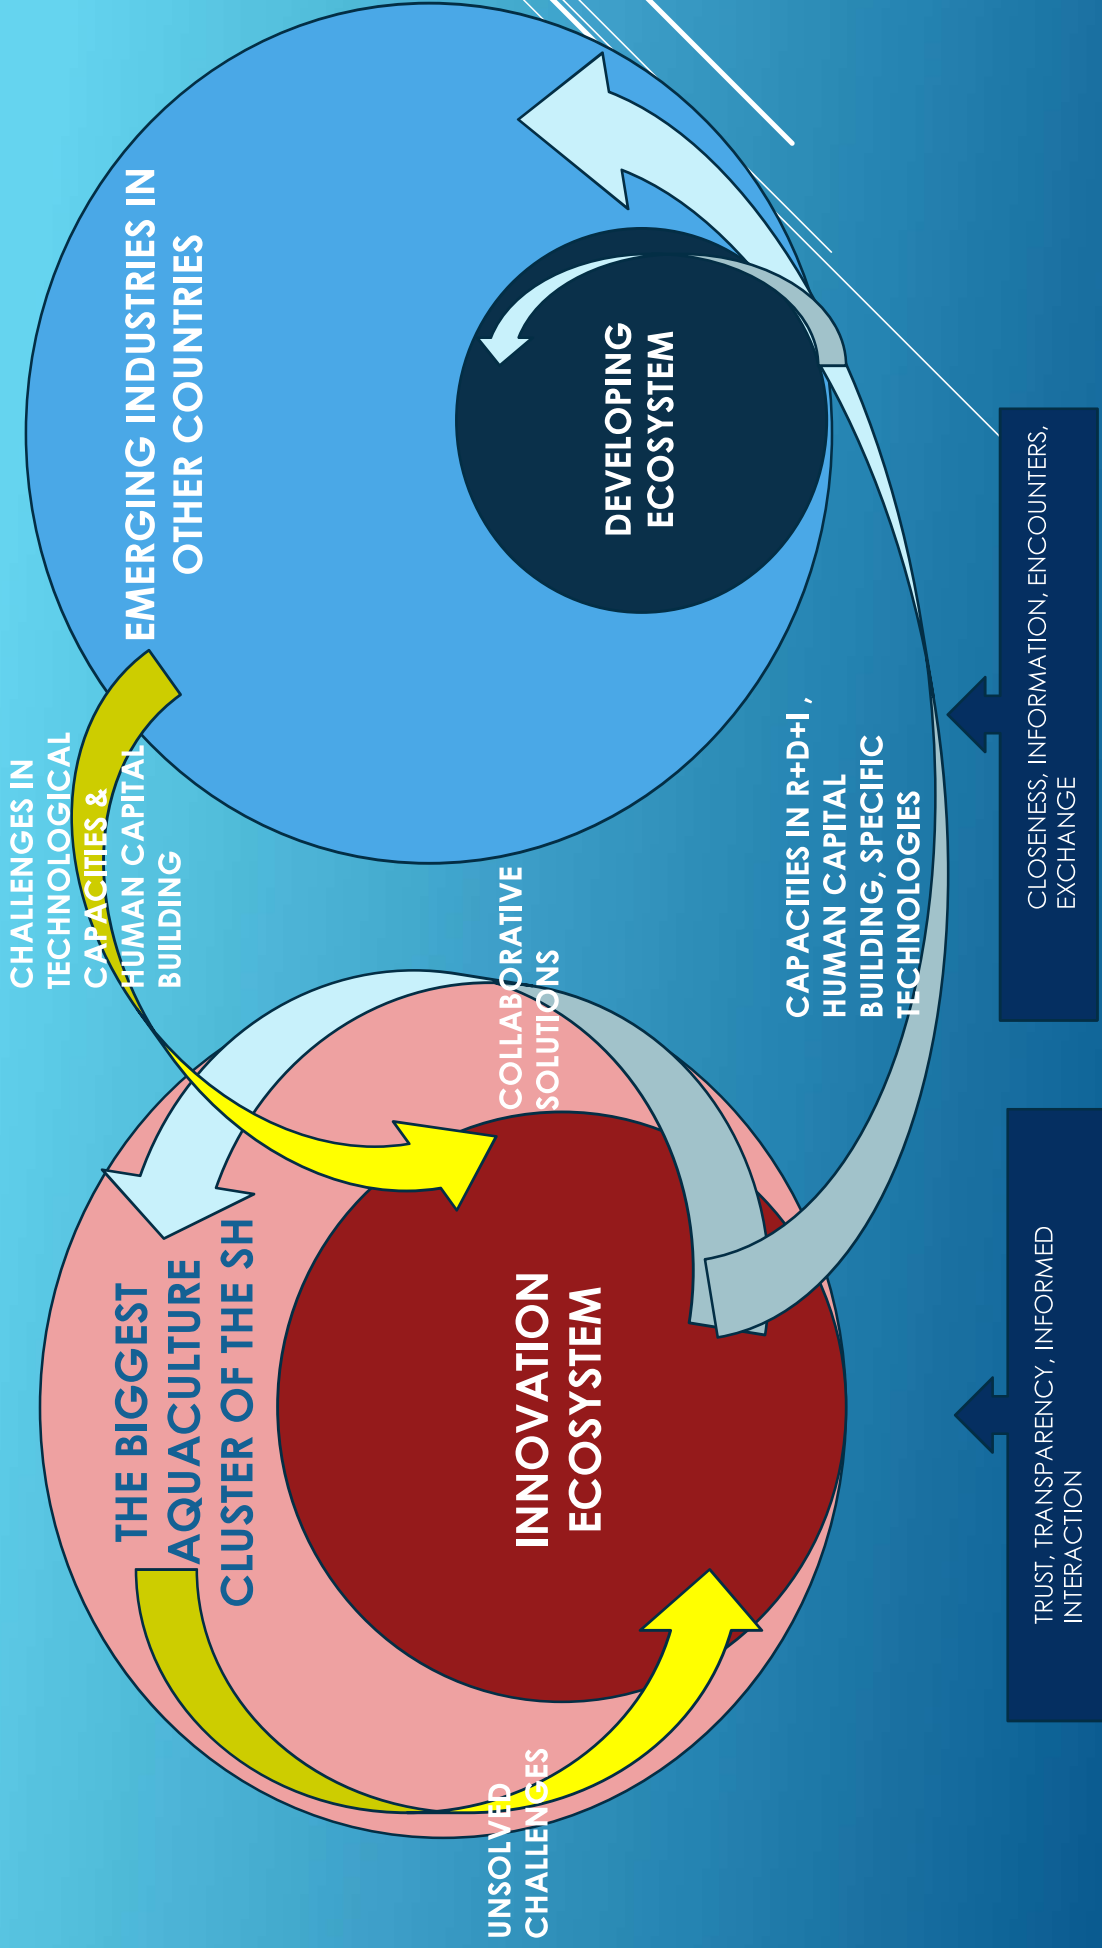 CHALLENGES IN
TECHNOLOGICAL
CAPACITIES &
HUMAN CAPITAL
BUILDING
THE BIGGEST
AQUACULTURE
CLUSTER OF THE SH
EMERGING INDUSTRIES IN
OTHER COUNTRIES
UNSOLVED
CHALLENGES
INNOVATION
ECOSYSTEM
COLLABORATIVE
SOLUTIONS
DEVELOPING
ECOSYSTEM
CAPACITIES IN R+D+I ,
HUMAN CAPITAL
BUILDING, SPECIFIC
TECHNOLOGIES
TRUST, TRANSPARENCY, INFORMED
INTERACTION
CLOSENESS, INFORMATION, ENCOUNTERS,
EXCHANGE